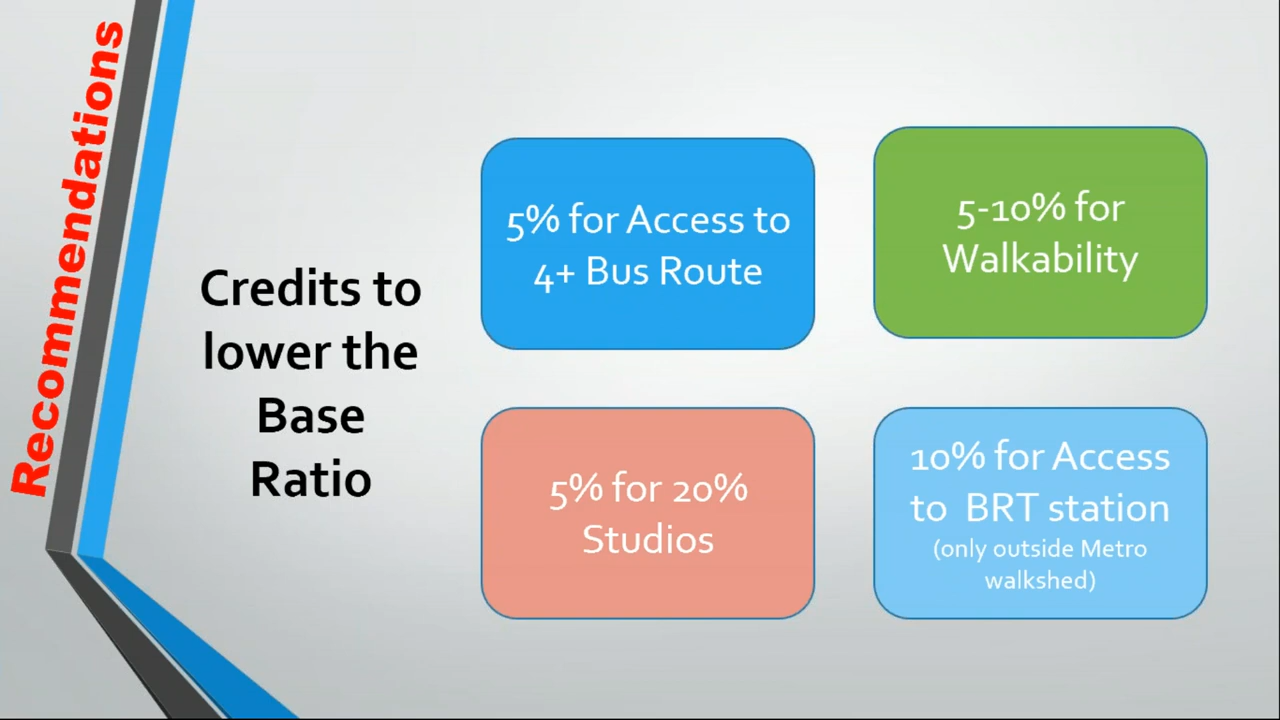 Recommendations
Credits to
lower the
Base
Ratio
5% for Access to
4+ Bus Route
5-10% for
Walkability
5% for 20%
Studios
10% for Access
to BRT station
(only outside Metro
walkshed)